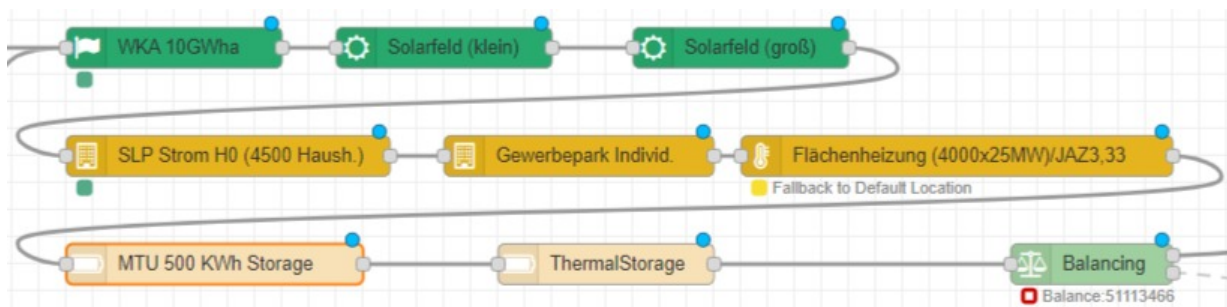 WKA 10GWha
Solarfeld (klein)
Solarfeld (groß)
SLP Strom H0 (4500 Haush.)
Gewerbepark Individ.
Flächenheizung (4000x25MW)/JAZ3,33
Fallback to Default Location
MTU 500 KWh Storage
ThermalStorage
Balancing
Balance:51113466